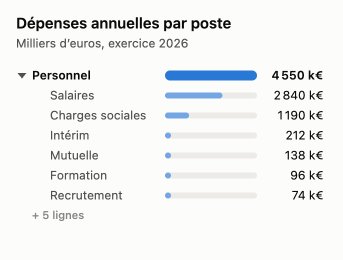 Dépenses annuelles par poste
Milliers d’euros, exercice 2026
Personnel 4 550 k€
Salaires 2 840 k€
Charges sociales 1 190 k€
Intérim 212 k€
Mutuelle 138 k€
Formation 96 k€
Recrutement 74 k€
+ 5 lignes